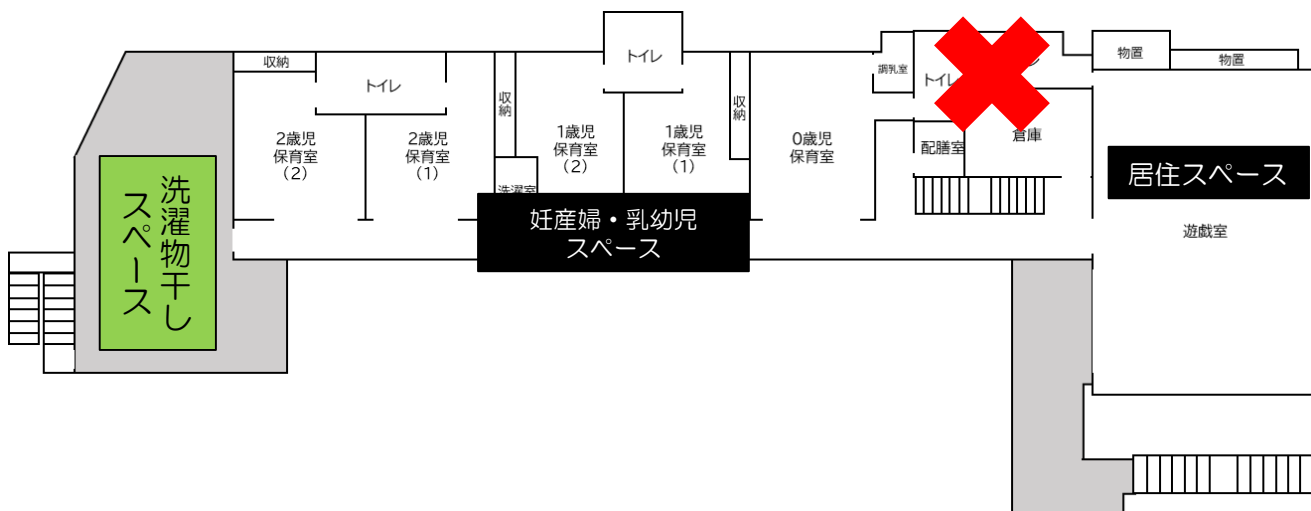 収納
トイレ
2歳児
保育室
(2)
2歳児
保育室
(1)
収納
洗濯室
トイレ
1歳児
保育室
(2)
1歳児
保育室
(1)
収納
0歳児
保育室
調乳室
トイレ
配膳室
倉庫
物置
物置
居住スペース
遊戯室
妊産婦・乳幼児
スペース
洗濯物干し
スペース